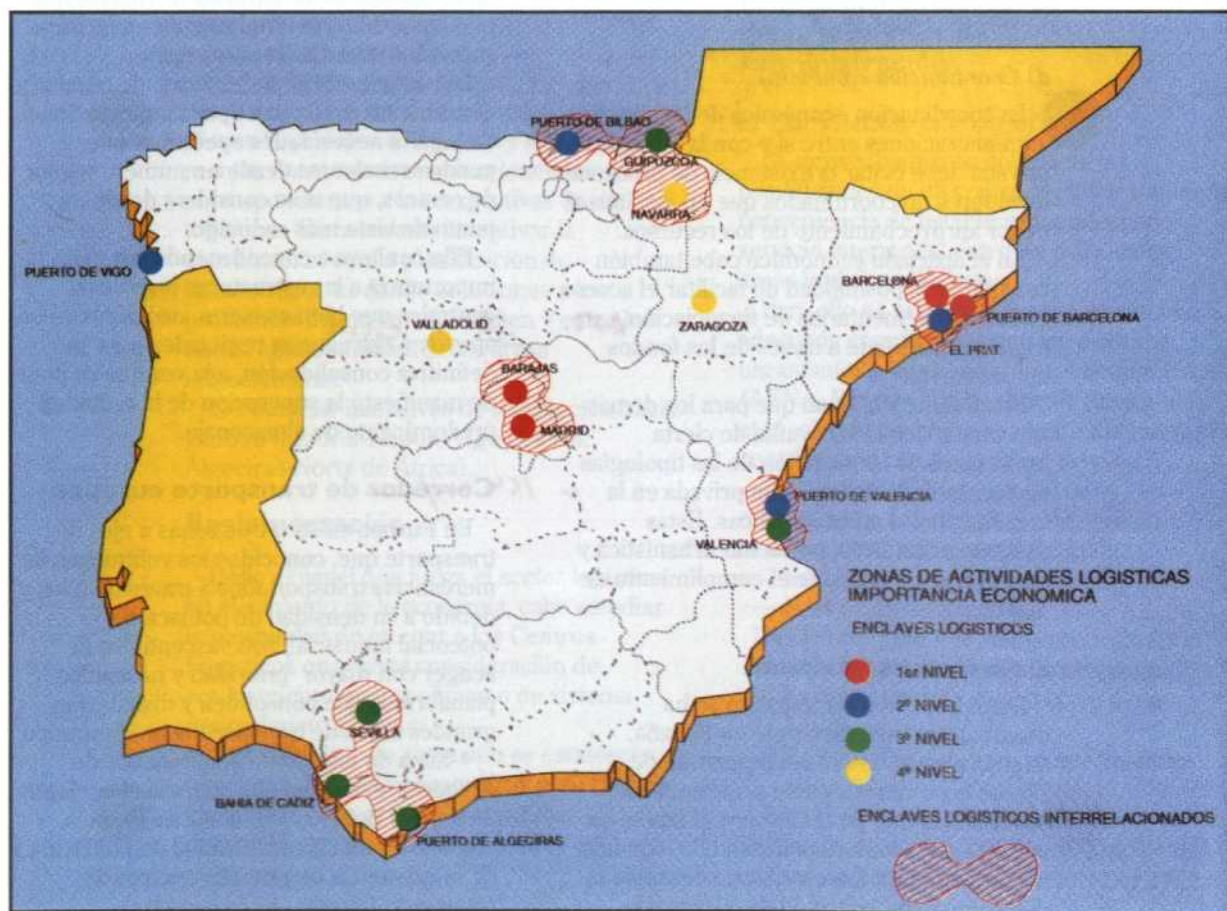 PUERTO DE BILBAO
GUIPUZCOA
NAVARRA
PUERTO DE VIGO
BARCELONA
PUERTO DE BARCELONA
EL PRAT
VALLADOLID
ZARAGOZA
BARAJAS
MADRID
PUERTO DE VALENCIA
VALENCIA
SEVILLA
BAHIA DE CADIZ
PUERTO DE ALGECIRAS
ZONAS DE ACTIVIDADES LOGISTICAS
IMPORTANCIA ECONOMICA
ENCLAVES LOGISTICOS
1er NIVEL
2º NIVEL
3º NIVEL
4º NIVEL
ENCLAVES LOGISTICOS INTERRELACIONADOS